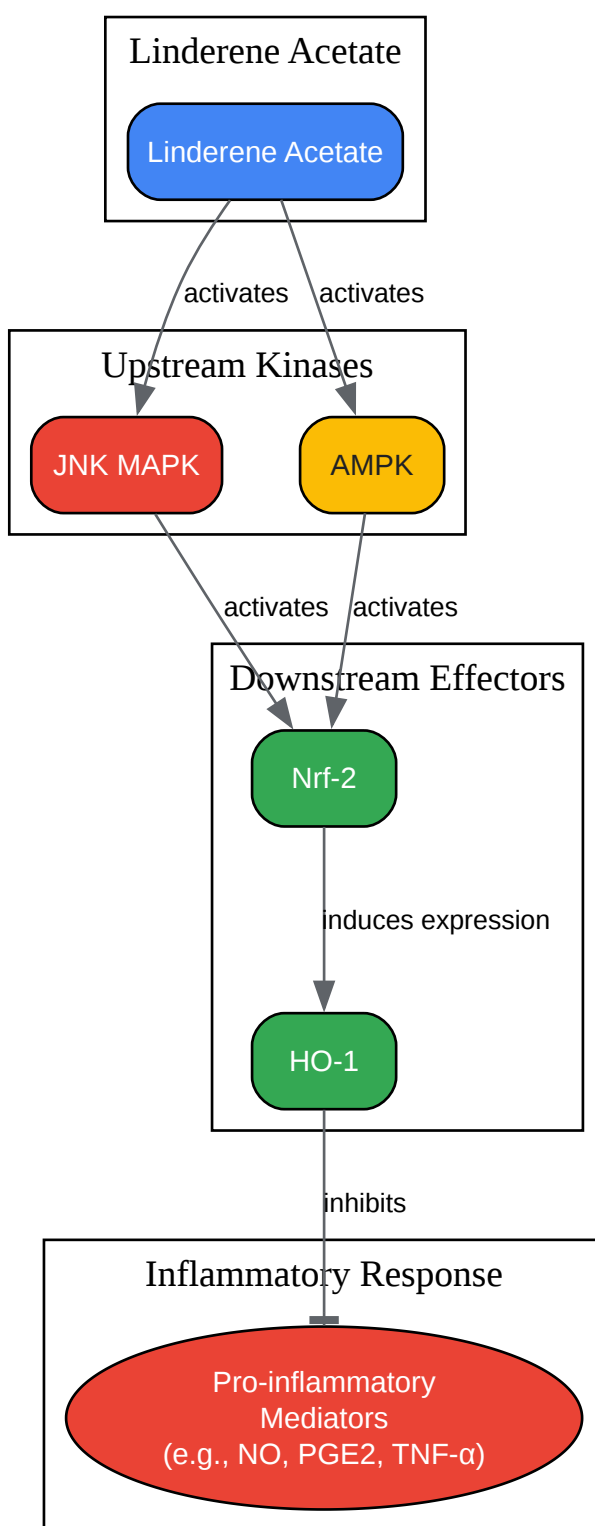 Linderene Acetate
Linderene Acetate
activates
activates
Upstream Kinases
JNK MAPK
AMPK
activates
activates
Downstream Effectors
Nrf-2
induces expression
HO-1
inhibits
Inflammatory Response
Pro-inflammatory
Mediators
(e.g., NO, PGE2, TNF-α)